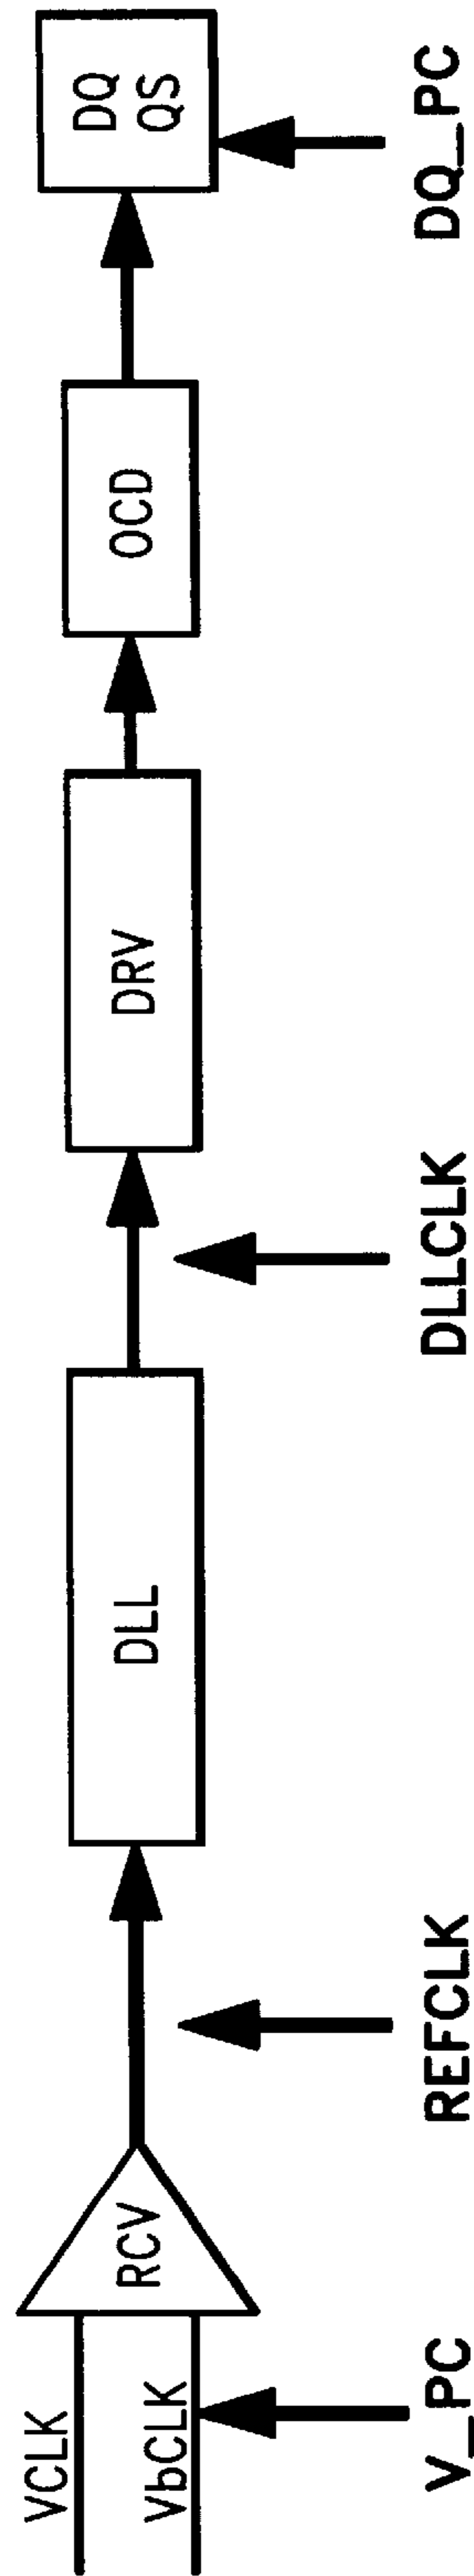 VCLK
VbCLK
RCV
DLL
DRV
OCD
DQ
QS
V_PC
REFCLK
DLLCLK
DQ_PC